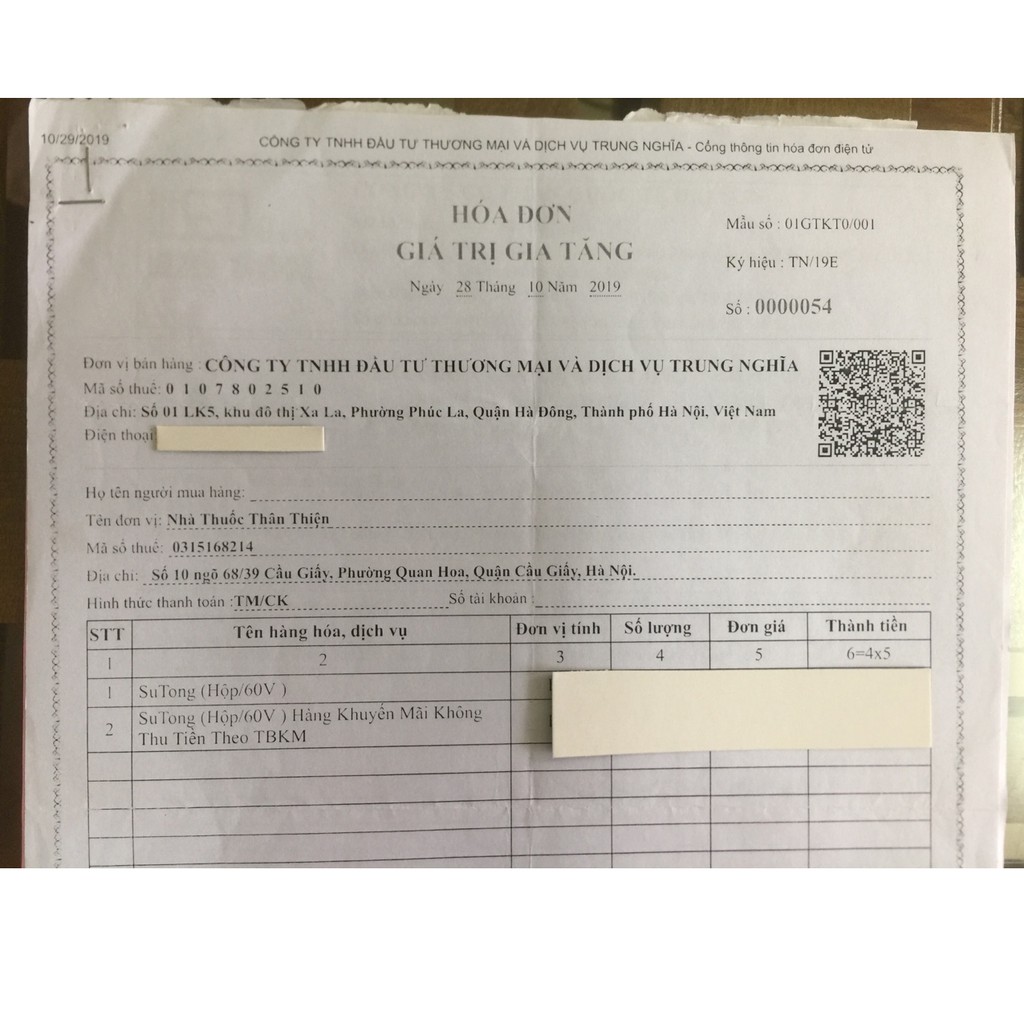 10/29/2019
CÔNG TY TNHH ĐẦU TƯ THƯƠNG MẠI VÀ DỊCH VỤ TRUNG NGHĨA - Cổng thông tin hóa đơn điện tử
HÓA ĐƠN
GIÁ TRỊ GIA TĂNG
Ngày 28 Tháng 10 Năm 2019
Mẫu số : 01GTKT0/001
Ký hiệu : TN/19E
Số : 0000054
Đơn vị bán hàng : CÔNG TY TNHH ĐẦU TƯ THƯƠNG MẠI VÀ DỊCH VỤ TRUNG NGHĨA
Mã số thuế: 0 1 0 7 8 0 2 5 1 0
Địa chỉ: Số 01 LK5, khu đô thị Xa La, Phường Phúc La, Quận Hà Đông, Thành phố Hà Nội, Việt Nam
Điện thoại
Họ tên người mua hàng:
Tên đơn vị: Nhà Thuốc Thân Thiện
Mã số thuế: 0315168214
Địa chỉ: Số 10 ngõ 68/39 Cầu Giấy, Phường Quan Hoa, Quận Cầu Giấy, Hà Nội.
Hình thức thanh toán :TM/CK Số tài khoản :
STT Tên hàng hóa, dịch vụ Đơn vị tính Số lượng Đơn giá Thành tiền
1 2 3 4 5 6=4x5
1 SuTong (Hộp/60V )
2 SuTong (Hộp/60V ) Hàng Khuyến Mãi Không
Thu Tiền Theo TBKM